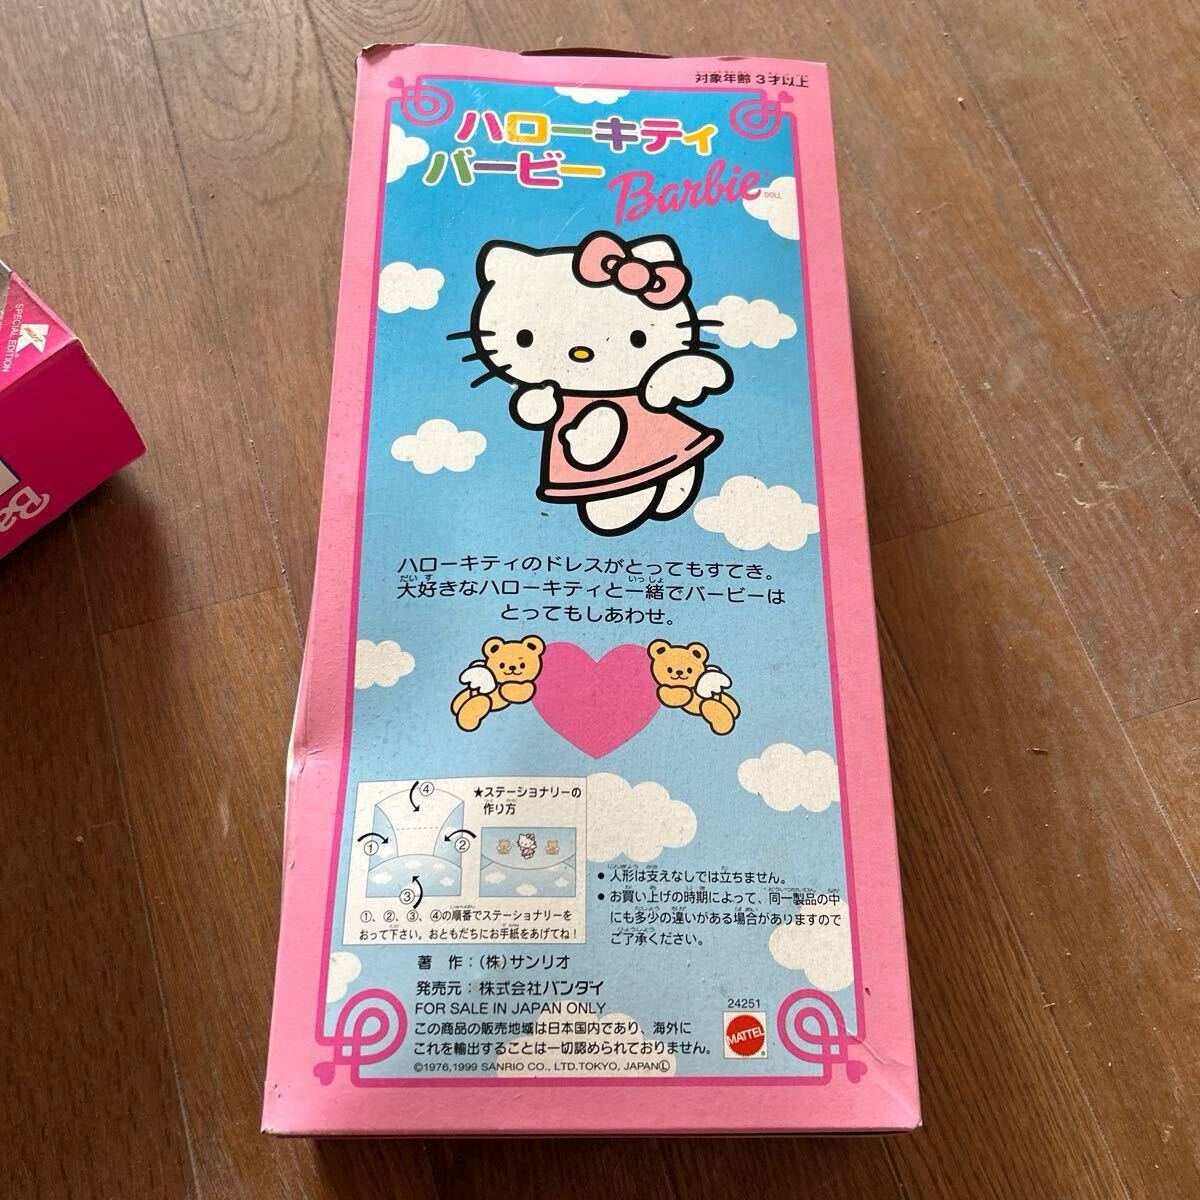 対象年齢 3才以上
ハローキティ
バービー
Barbie DOLL
ハローキティのドレスがとってもすてき。
大好きなハローキティと一緒でバービーは
とってもしあわせ。
★ステーショナリーの
作り方
④
①
②
③
①、②、③、④の順番でステーショナリーを
おって下さい。おともだちにお手紙をあげてね!
• 人形は支えなしでは立ちません。
• お買い上げの時期によって、同一製品の中
にも多少の違いがある場合がありますので
ご了承ください。
著 作:(株)サンリオ
発売元:株式会社バンダイ
FOR SALE IN JAPAN ONLY
この商品の販売地域は日本国内であり、海外に
これを輸出することは一切認められておりません。
©1976,1999 SANRIO CO., LTD.TOKYO, JAPAN Ⓛ
24251
MATTEL
SPECIAL EDITION
Ba